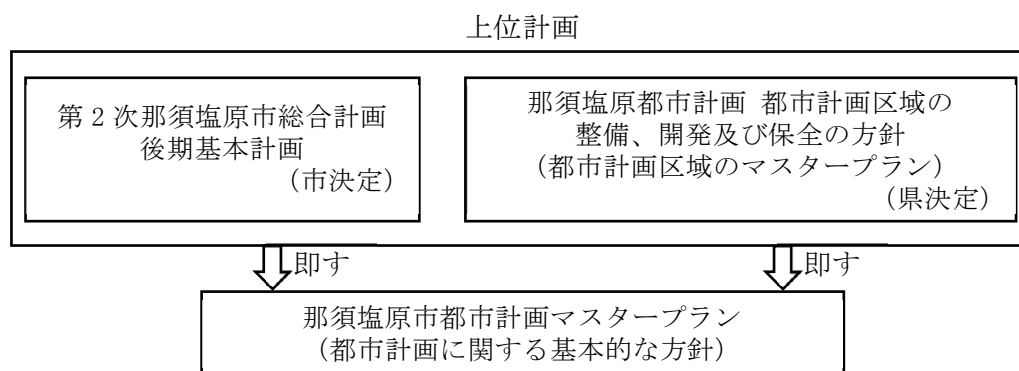 上位計画
第2次那須塩原市総合計画
後期基本計画
(市決定)
那須塩原都市計画 都市計画区域の
整備、開発及び保全の方針
(都市計画区域のマスタープラン)
(県決定)
即す
即す
那須塩原市都市計画マスタープラン
(都市計画に関する基本的な方針)